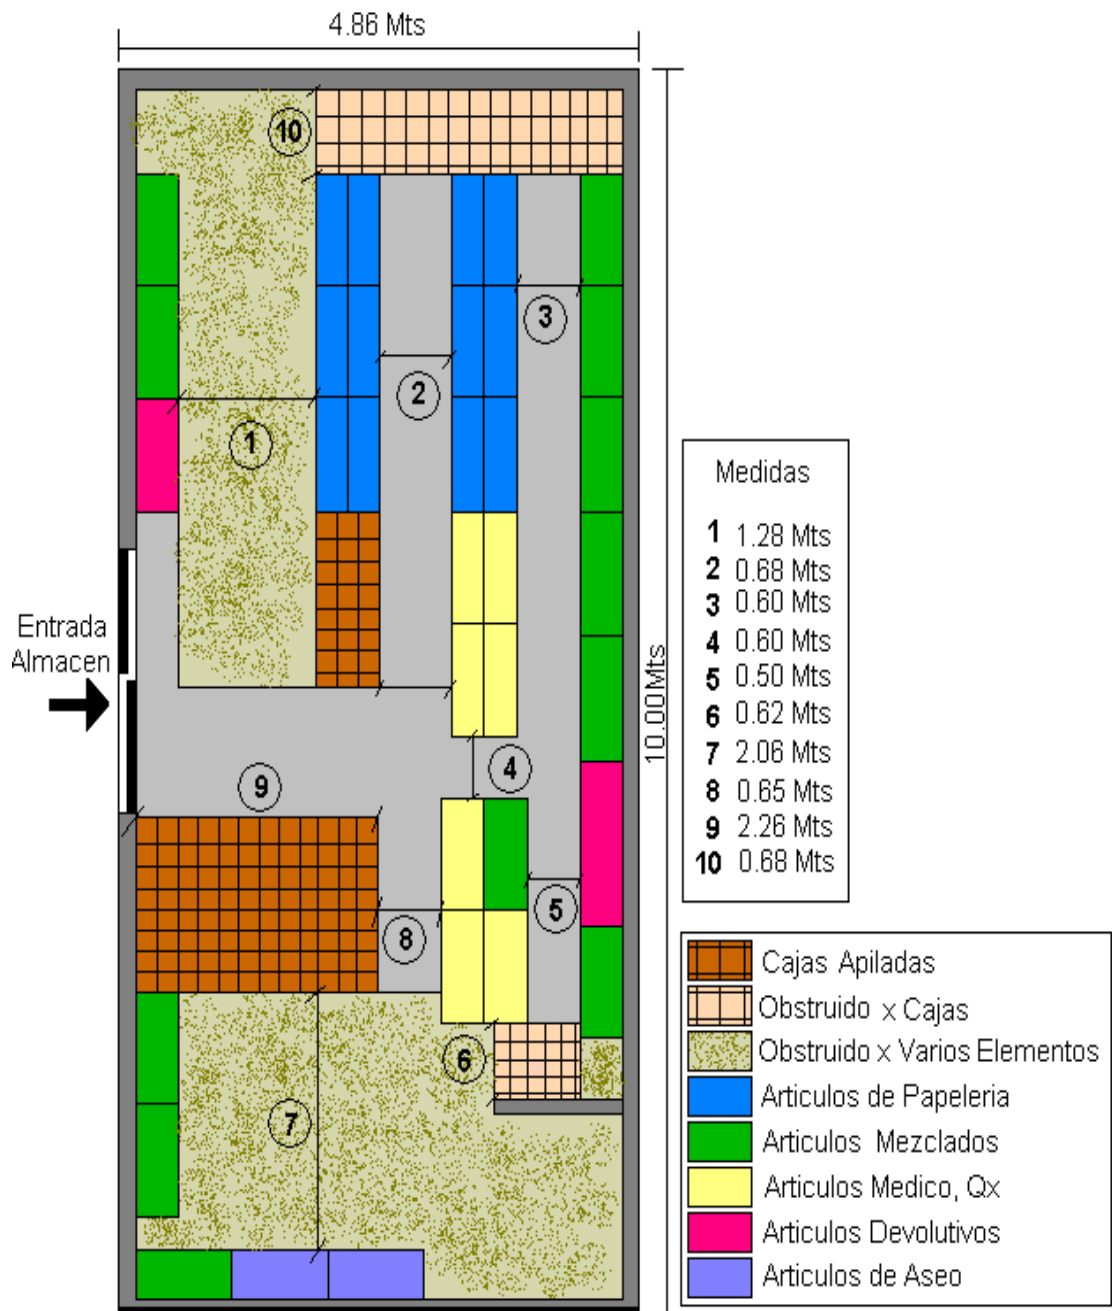 4.86 Mts
10
3
2
1
Medidas
1 1.28 Mts
2 0.68 Mts
3 0.60 Mts
4 0.60 Mts
5 0.50 Mts
6 0.62 Mts
7 2.06 Mts
8 0.65 Mts
9 2.26 Mts
10 0.68 Mts
Entrada
Almacen
10.00 Mts
4
9
5
8
6
7
Cajas Apiladas
Obstruido x Cajas
Obstruido x Varios Elementos
Articulos de Papeleria
Articulos Mezclados
Articulos Medico, Qx
Articulos Devolutivos
Articulos de Aseo